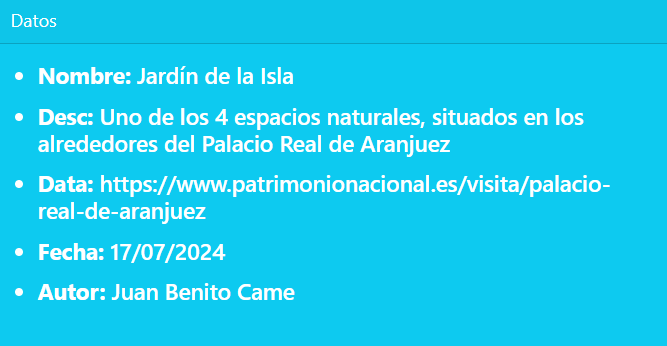 Datos
Nombre: Jardín de la Isla
Desc: Uno de los 4 espacios naturales, situados en los
alrededores del Palacio Real de Aranjuez
Data: https://www.patrimonionacional.es/visita/palacio-
real-de-aranjuez
Fecha: 17/07/2024
Autor: Juan Benito Came